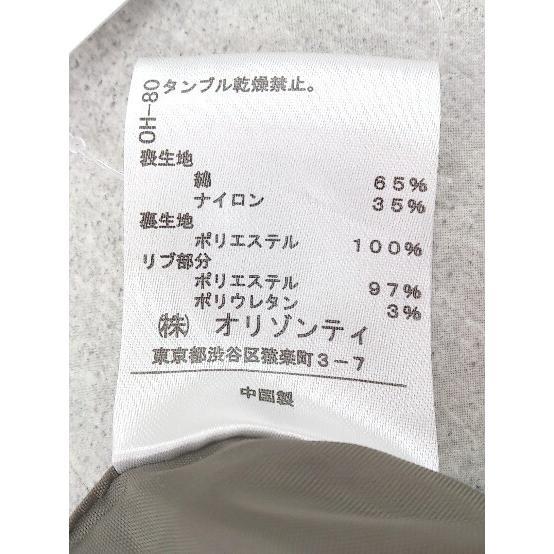 OH-80
タンブル乾燥禁止。
表生地
綿 65%
ナイロン 35%
裏生地
ポリエステル 100%
リブ部分
ポリエステル 97%
ポリウレタン 3%
㈱ オリゾンティ
東京都渋谷区猿楽町3-7
中国製